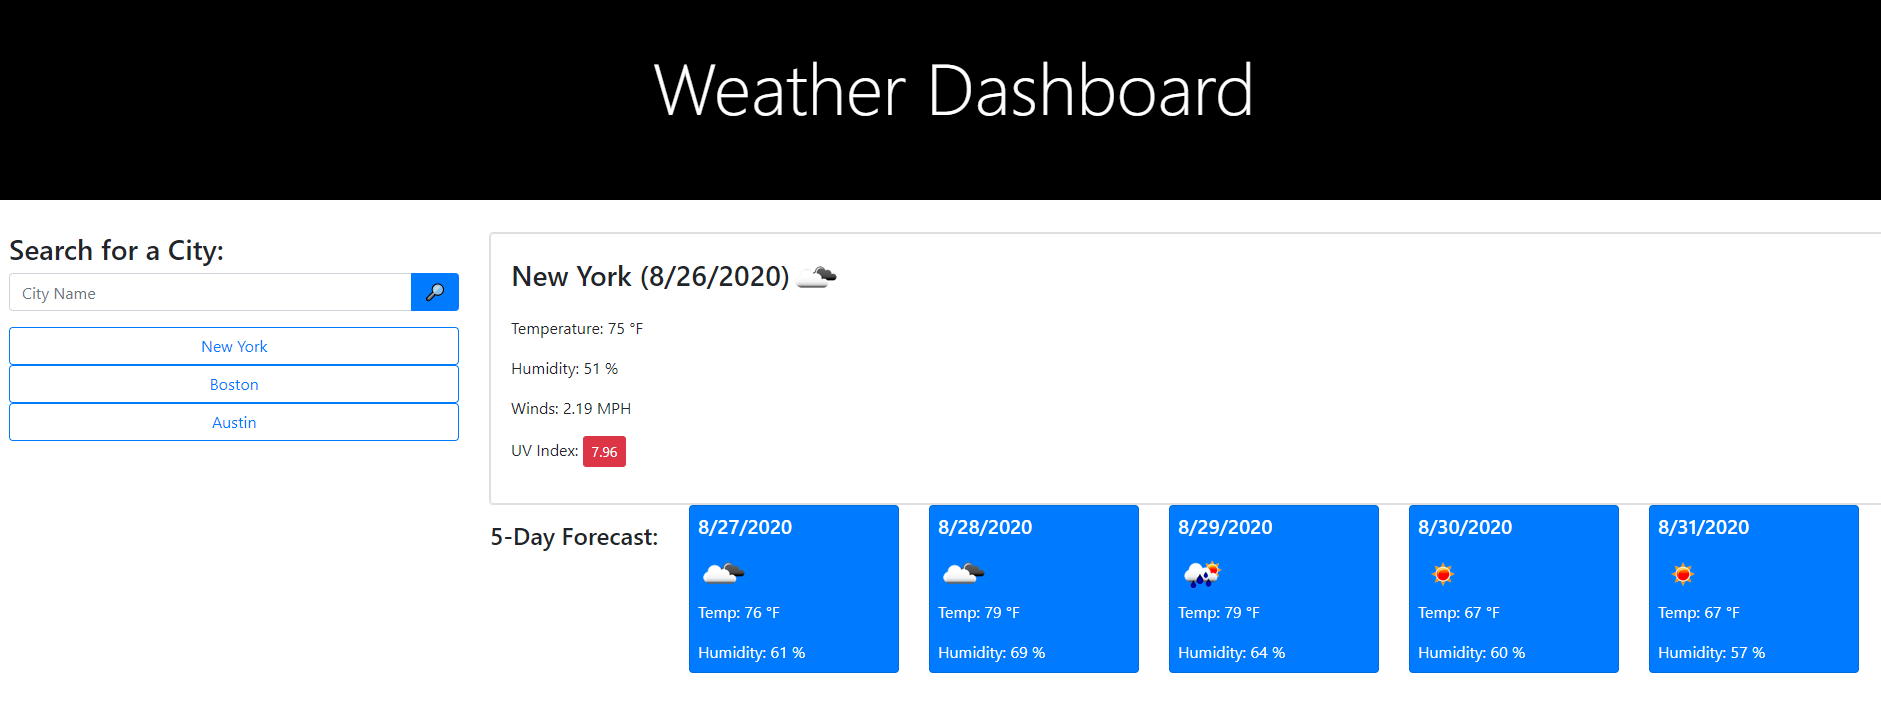 Weather Dashboard
Search for a City:
City Name
New York
Boston
Austin
New York (8/26/2020)
Temperature: 75 °F
Humidity: 51 %
Winds: 2.19 MPH
UV Index: 7.96
5-Day Forecast:
8/27/2020
Temp: 76 °F
Humidity: 61 %
8/28/2020
Temp: 79 °F
Humidity: 69 %
8/29/2020
Temp: 79 °F
Humidity: 64 %
8/30/2020
Temp: 67 °F
Humidity: 60 %
8/31/2020
Temp: 67 °F
Humidity: 57 %